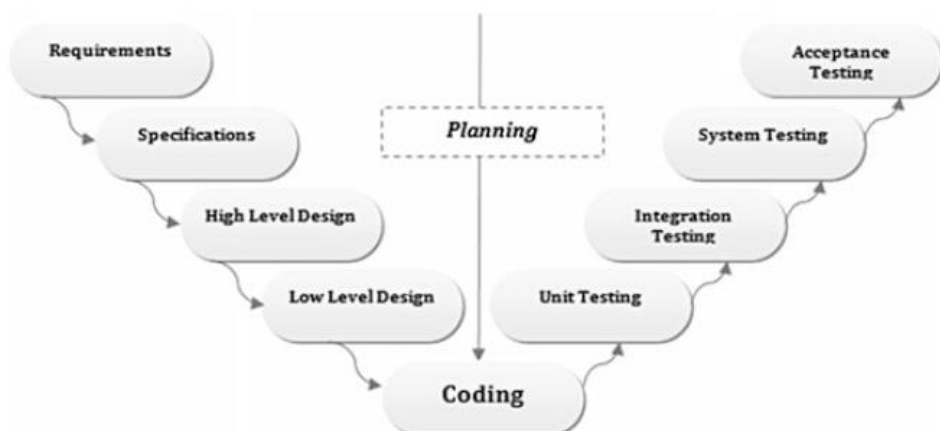 Requirements
Acceptance
Testing
Specifications
Planning
System Testing
High Level Design
Integration
Testing
Low Level Design
Unit Testing
Coding